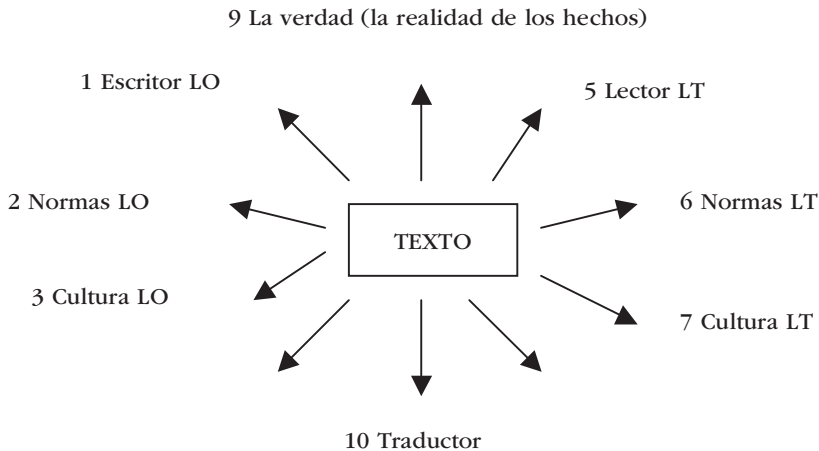 9 La verdad (la realidad de los hechos)
1 Escritor LO
5 Lector LT
2 Normas LO
6 Normas LT
TEXTO
3 Cultura LO
7 Cultura LT
10 Traductor